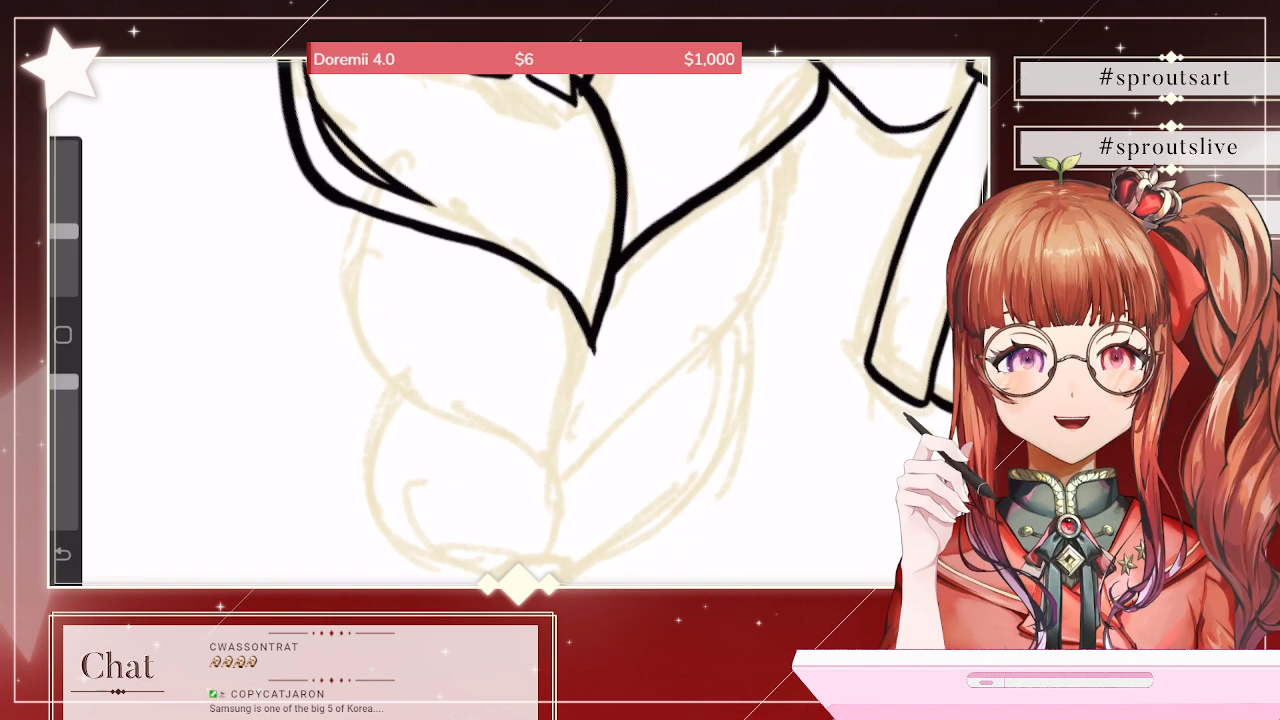 Doremii 4.0 $6 $1,000
#sproutsart
#sproutslive
Chat
CWASSONTRAT
COPYCATJARON
Samsung is one of the big 5 of Korea....